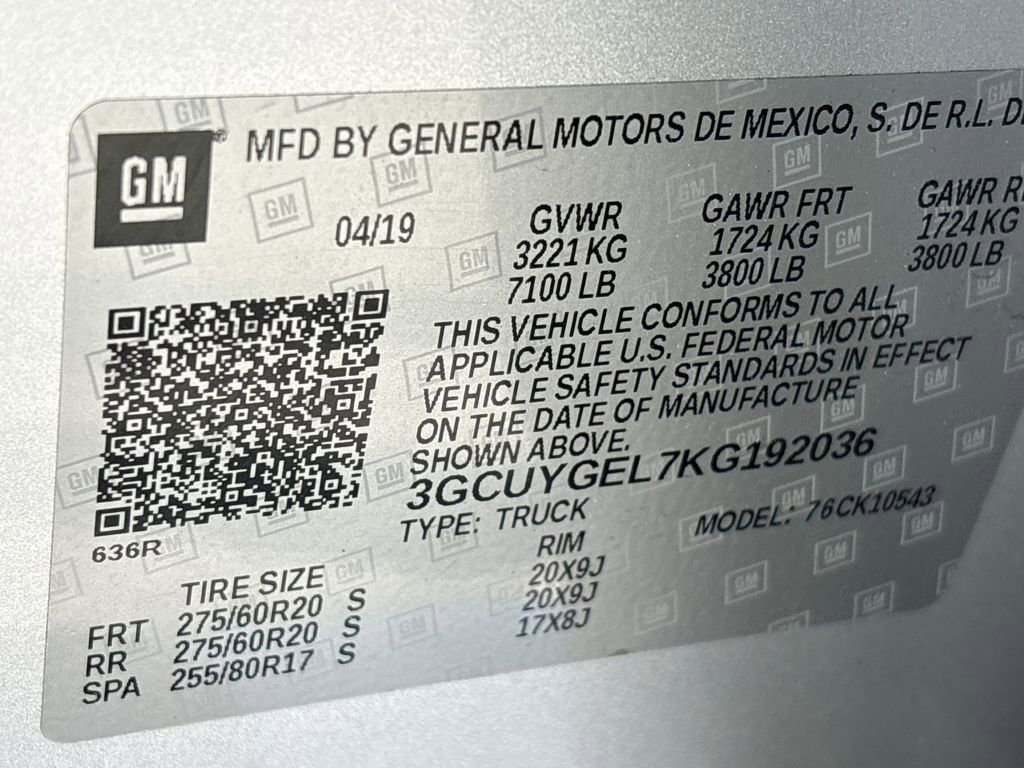 GM® MFD BY GENERAL MOTORS DE MEXICO, S. DE R.L. DE
04/19 GVWR GAWR FRT GAWR
3221 KG 1724 KG 1724 KG
7100 LB 3800 LB 3800 LB
THIS VEHICLE CONFORMS TO ALL
APPLICABLE U.S. FEDERAL MOTOR
VEHICLE SAFETY STANDARDS IN EFFECT
ON THE DATE OF MANUFACTURE
SHOWN ABOVE.
3GCUYGEL7KG192036
TYPE: TRUCK MODEL: 76CK10543
636R
TIRE SIZE RIM
FRT 275/60R20 S 20X9J
RR 275/60R20 S 20X9J
SPA 255/80R17 S 17X8J